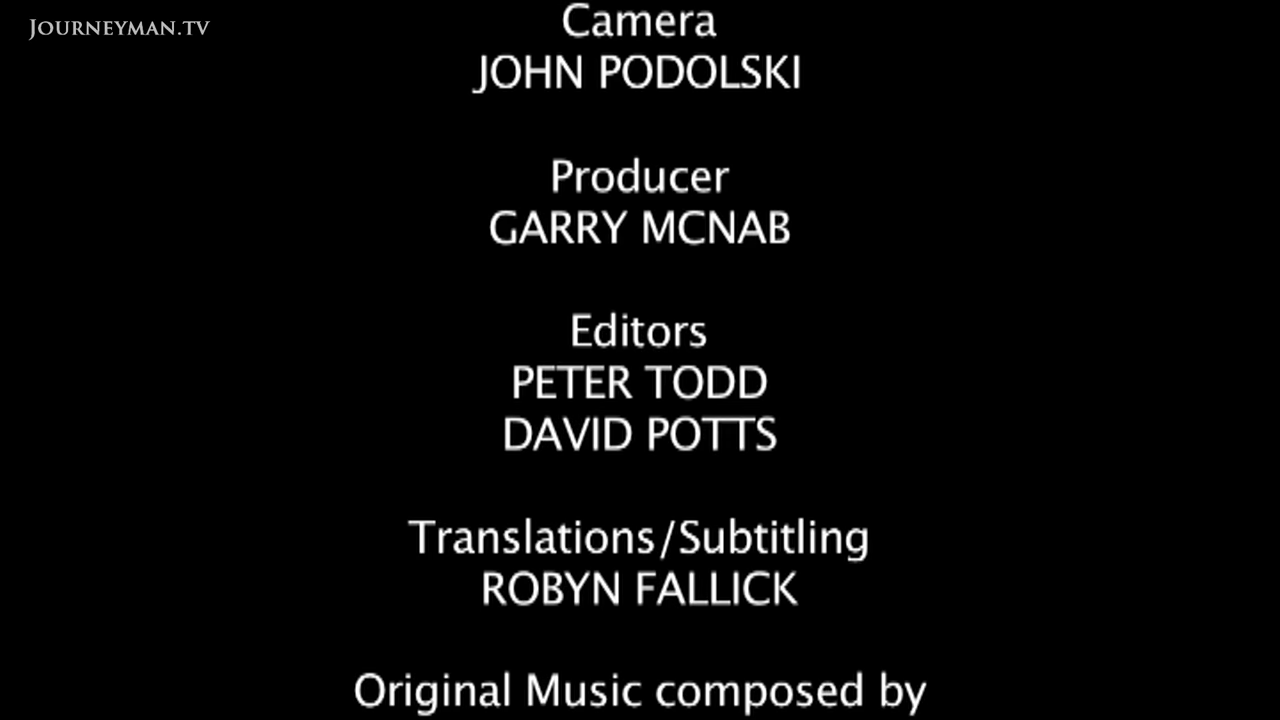 JOURNEYMAN.TV
Camera
JOHN PODOLSKI
Producer
GARRY MCNAB
Editors
PETER TODD
DAVID POTTS
Translations/Subtitling
ROBYN FALLICK
Original Music composed by